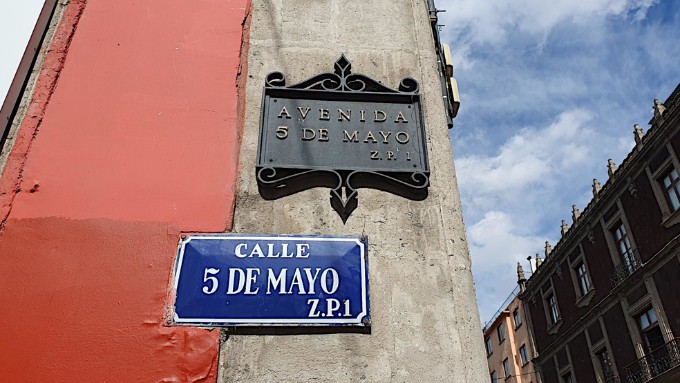 AVENIDA
5 DE MAYO
Z.P.1
CALLE
5 DE MAYO
Z.P.1